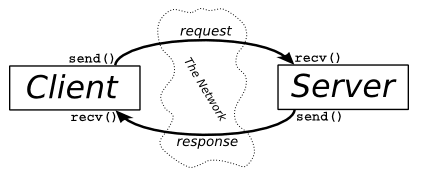 request
send()
recv()
Client
The Network
Server
recv()
send()
response